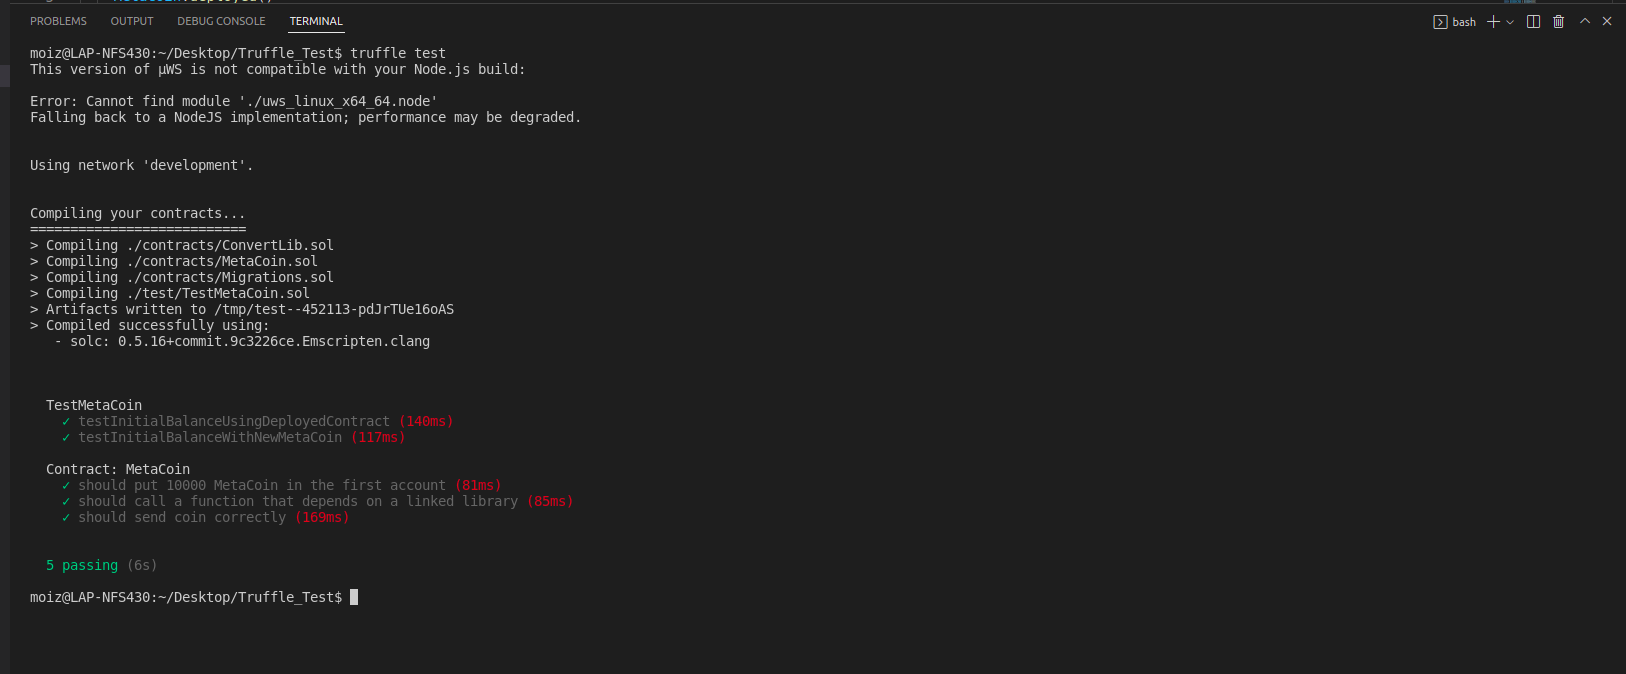 PROBLEMS OUTPUT DEBUG CONSOLE TERMINAL bash
moiz@LAP-NFS430:~/Desktop/Truffle_Test$ truffle test
This version of µWS is not compatible with your Node.js build:
Error: Cannot find module './uws_linux_x64_64.node'
Falling back to a NodeJS implementation; performance may be degraded.
Using network 'development'.
Compiling your contracts...
===========================
> Compiling ./contracts/ConvertLib.sol
> Compiling ./contracts/MetaCoin.sol
> Compiling ./contracts/Migrations.sol
> Compiling ./test/TestMetaCoin.sol
> Artifacts written to /tmp/test--452113-pdJrTUe16oAS
> Compiled successfully using:
- solc: 0.5.16+commit.9c3226ce.Emscripten.clang
TestMetaCoin
✓ testInitialBalanceUsingDeployedContract (140ms)
✓ testInitialBalanceWithNewMetaCoin (117ms)
Contract: MetaCoin
✓ should put 10000 MetaCoin in the first account (81ms)
✓ should call a function that depends on a linked library (85ms)
✓ should send coin correctly (169ms)
5 passing (6s)
moiz@LAP-NFS430:~/Desktop/Truffle_Test$